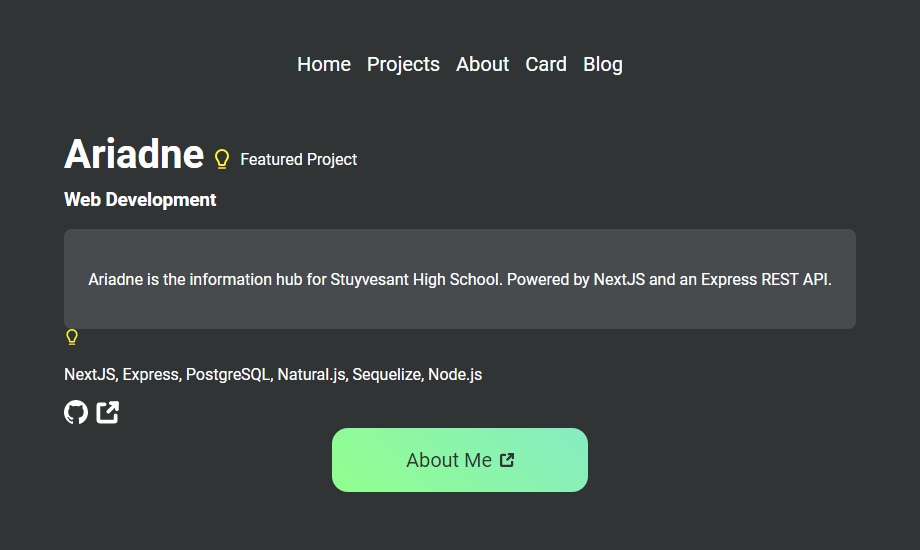 Home Projects About Card Blog
Ariadne Featured Project
Web Development
Ariadne is the information hub for Stuyvesant High School. Powered by NextJS and an Express REST API.
NextJS, Express, PostgreSQL, Natural.js, Sequelize, Node.js
About Me